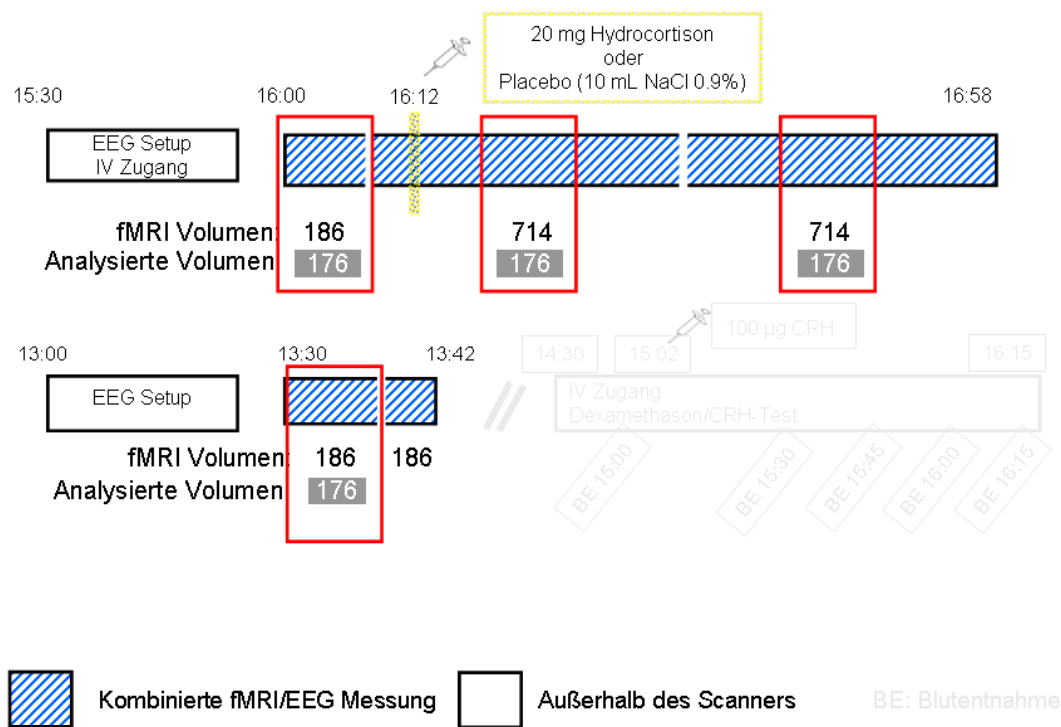 20 mg Hydrocortison
oder
Placebo (10 mL NaCl 0.9%)
15:30
16:00
16:12
16:58
EEG Setup
IV Zugang
fMRI Volumen:
186
714
714
Analysierte Volumen
176
176
176
100 µg CRH
13:00
13:30
13:42
14:30
15:02
16:15
EEG Setup
IV Zugang
Dexamethason/CRH-Test
fMRI Volumen:
186
186
Analysierte Volumen
176
BE 15:00
BE 15:30
BE 15:45
BE 16:00
BE 16:15
Kombinierte fMRI/EEG Messung
Außerhalb des Scanners
BE: Blutentnahme